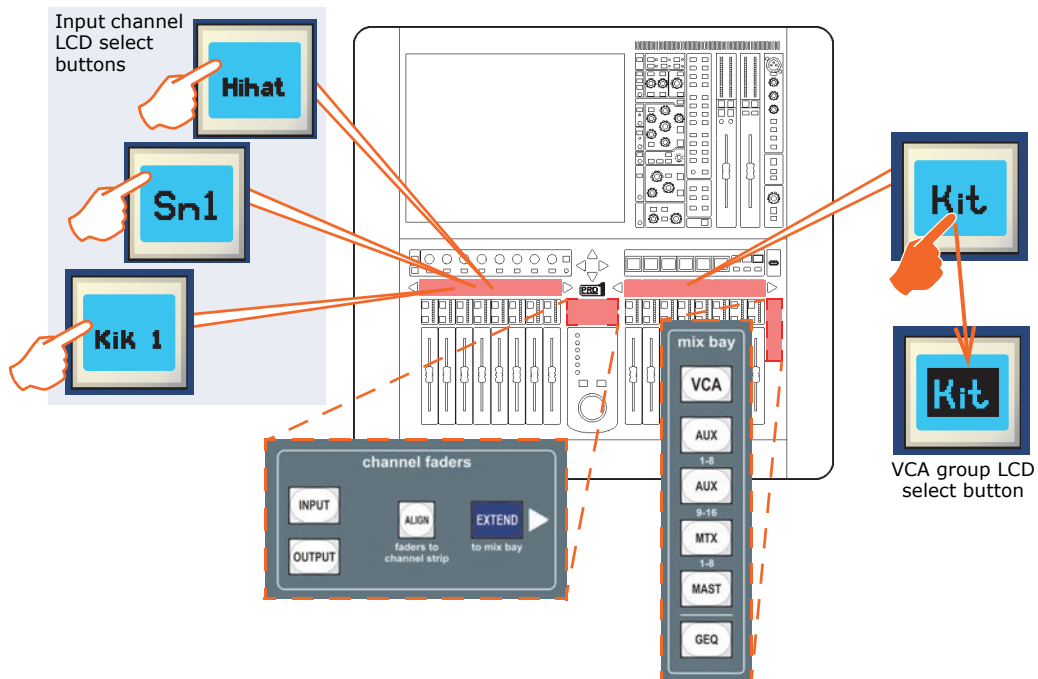 Input channel
LCD select
buttons
Hihat
Sn1
Kik 1
PRO1
Kit
Kit
VCA group LCD
select button
channel faders
INPUT
OUTPUT
ALIGN
faders to
channel strip
EXTEND
to mix bay
mix bay
VCA
AUX
1-8
AUX
9-16
MTX
1-8
MAST
GEQ